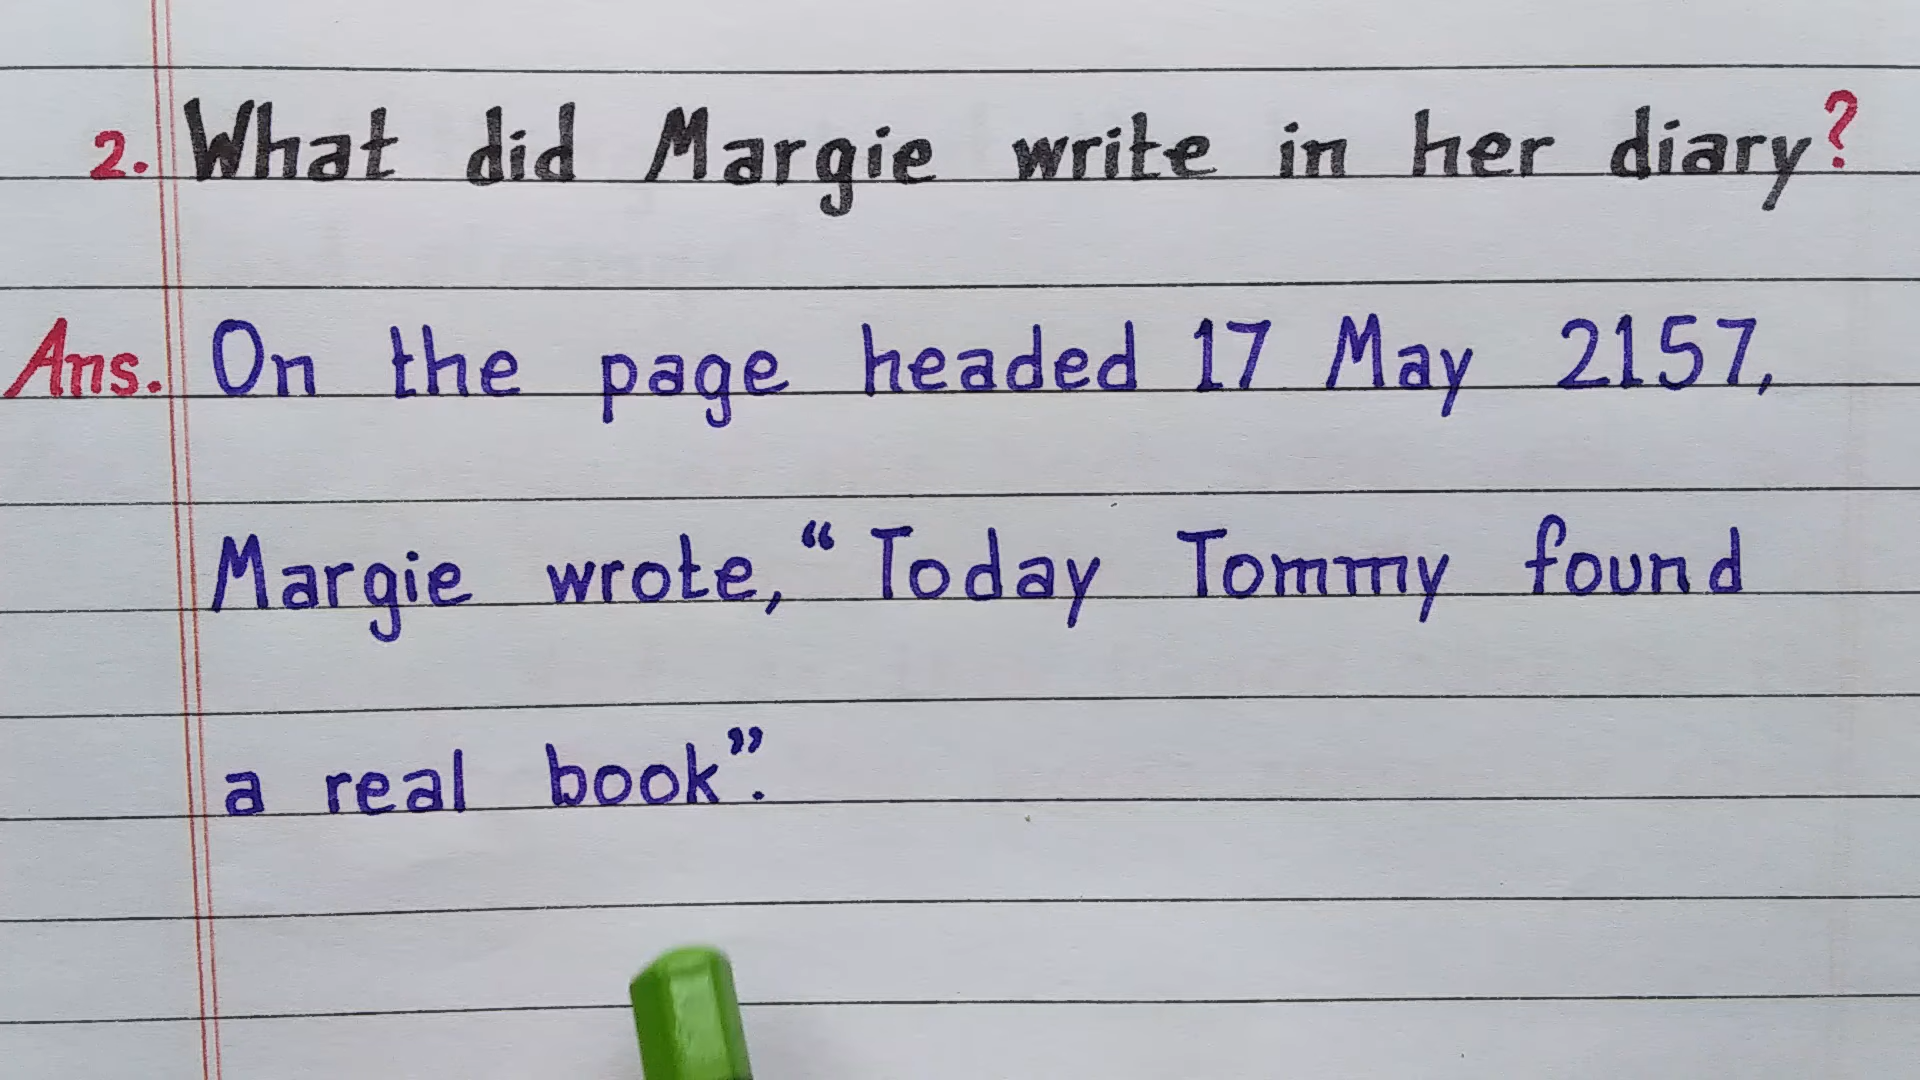 2. What did Margie write in her diary?
Ans. On the page headed 17 May 2157,
Margie wrote, “Today Tommy found
a real book”.